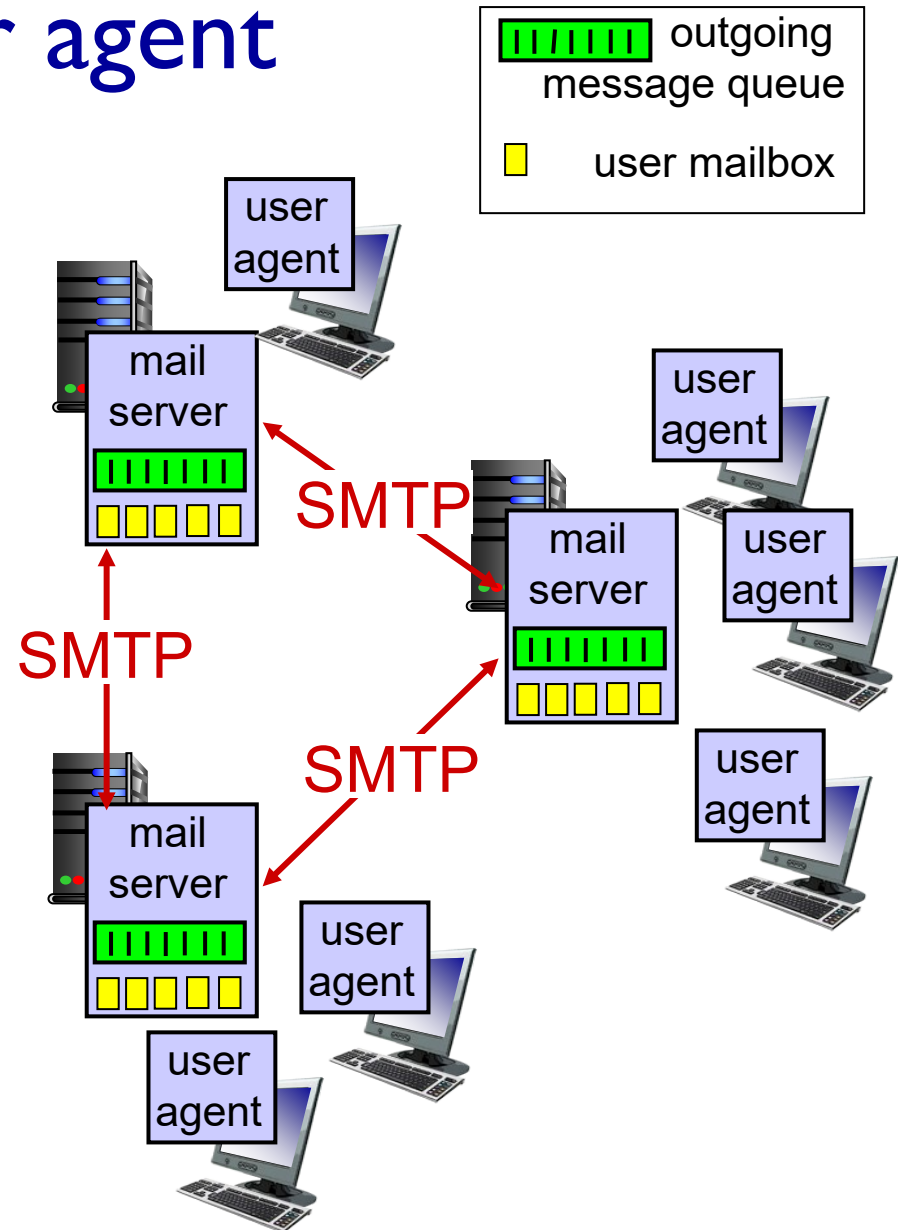 r agent
outgoing
message queue
user mailbox
user
agent
mail
server
SMTP
user
agent
mail
server
user
agent
SMTP
SMTP
user
agent
mail
server
user
agent
user
agent